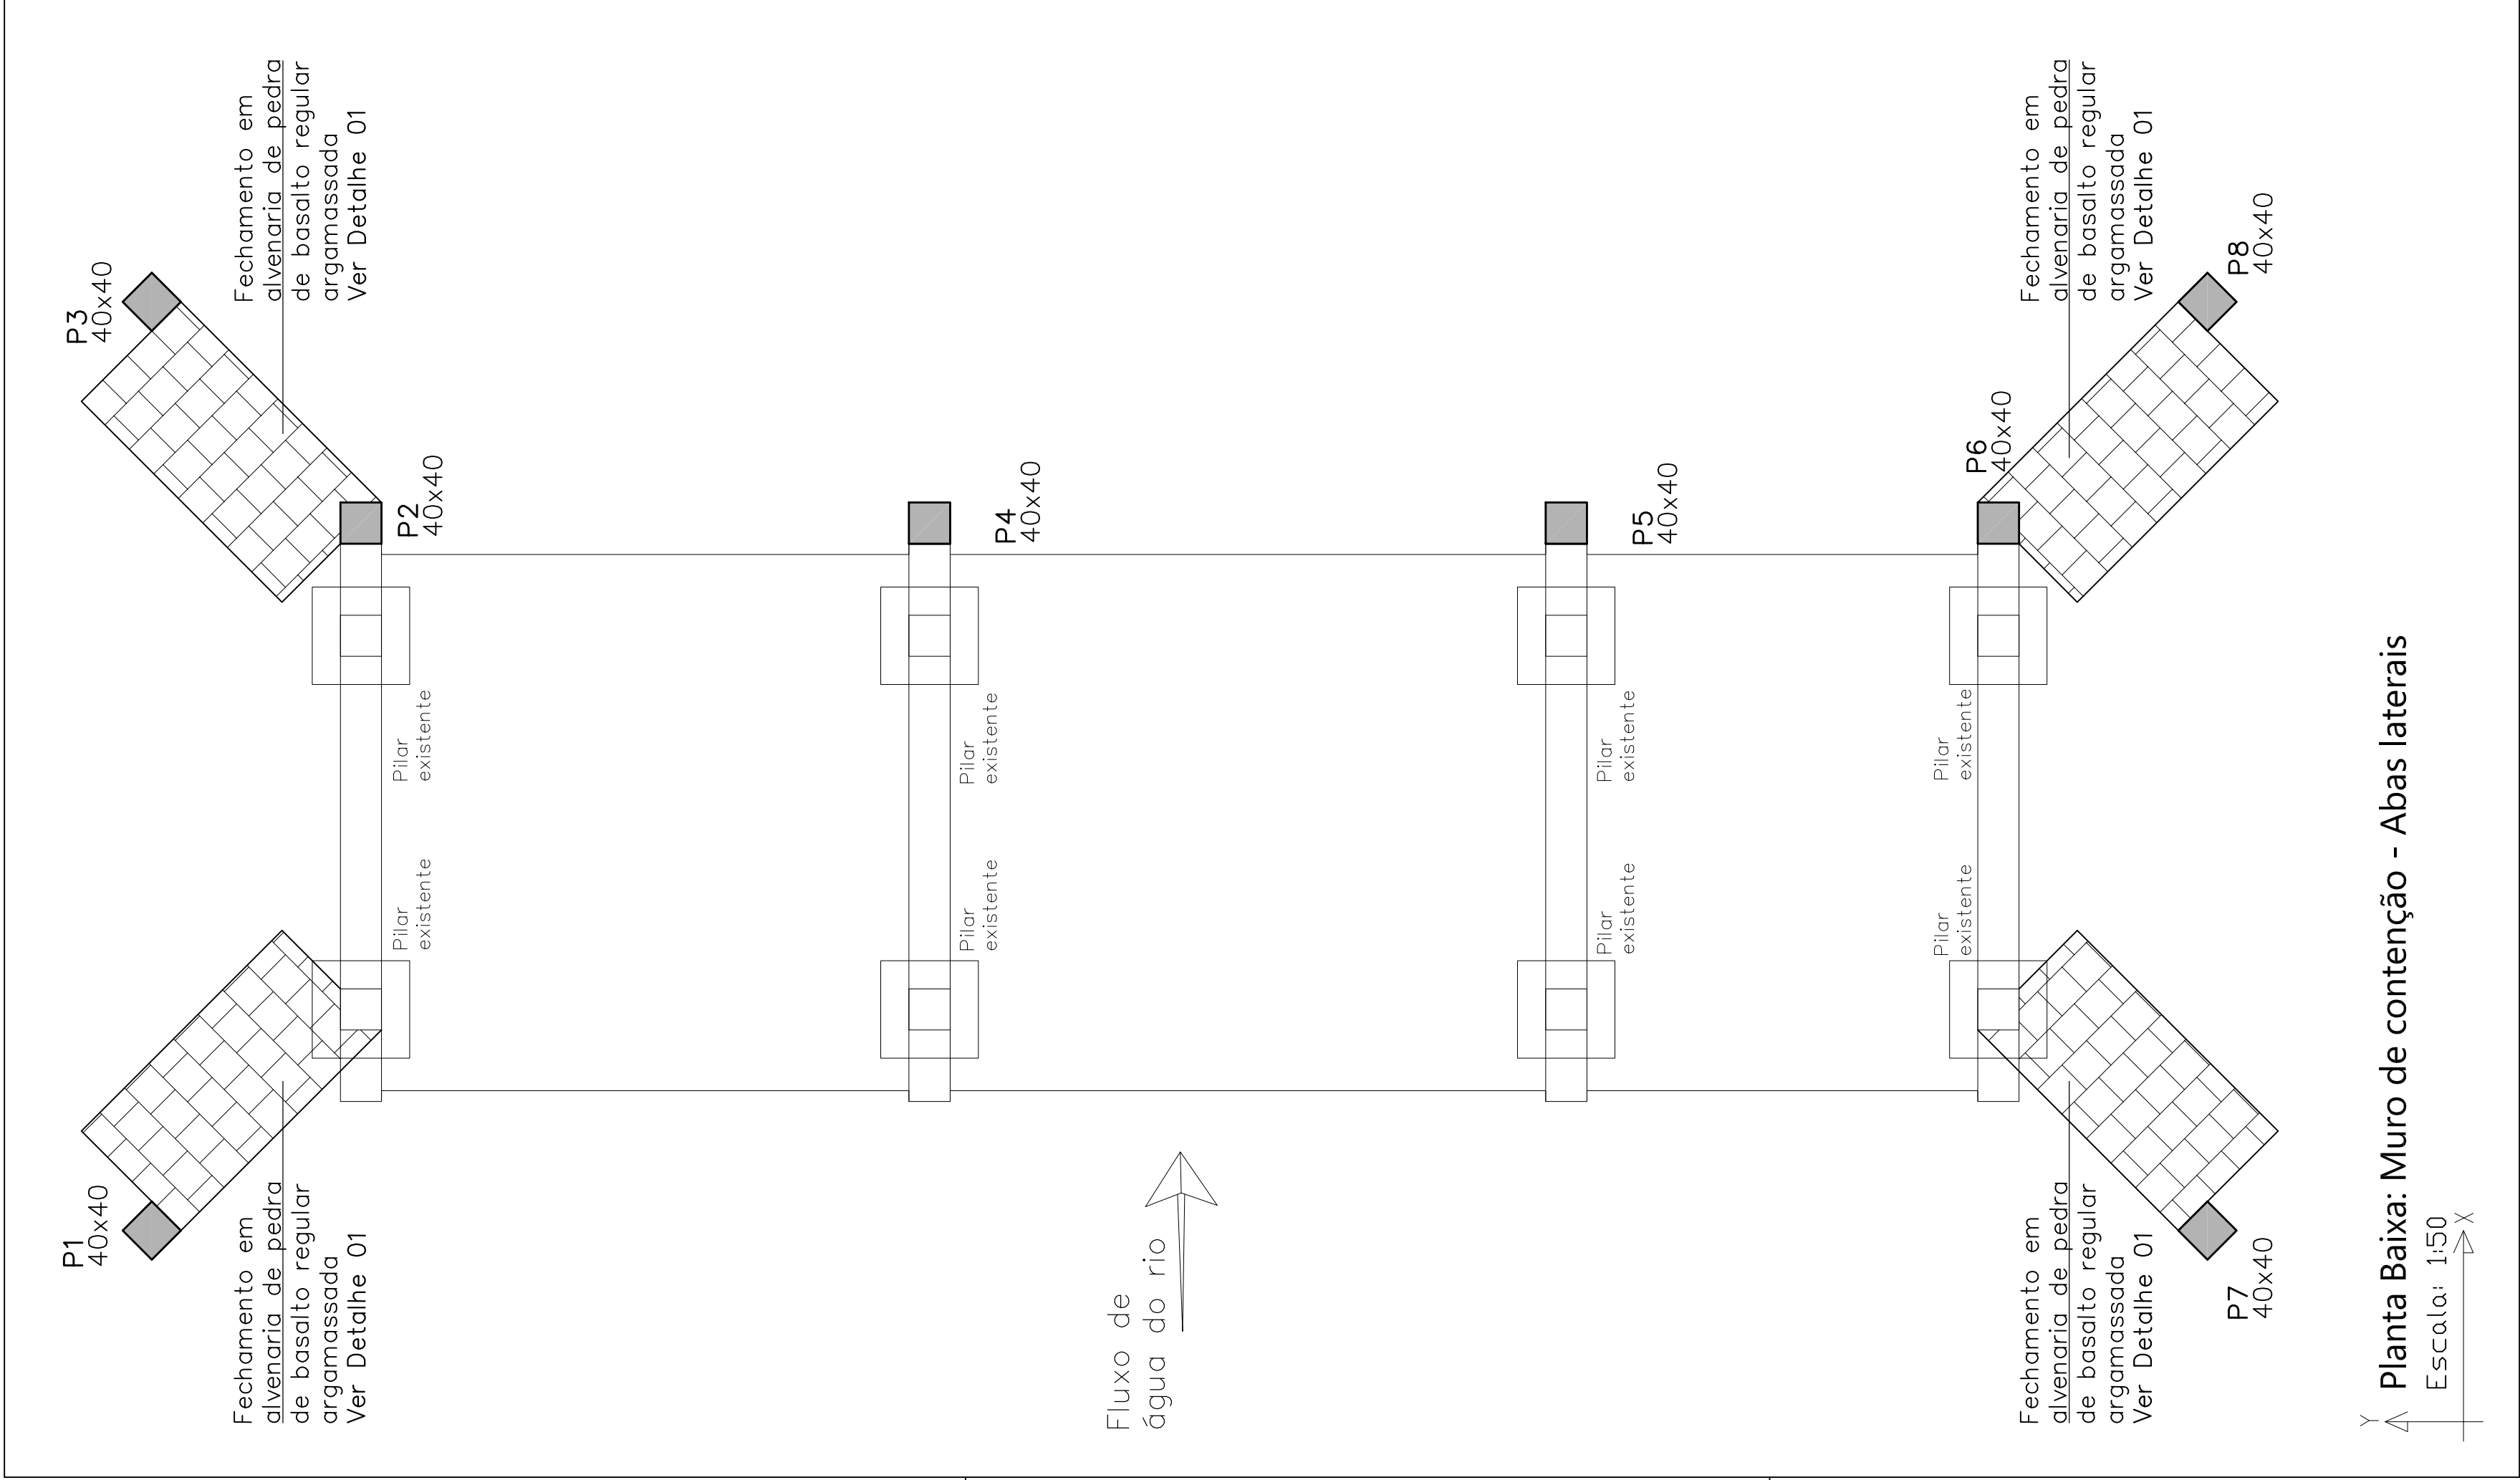 P3
40x40
Fechamento em
alvenaria de pedra
de basalto regular
argamassada
Ver Detalhe 01
P2
40x40
P4
40x40
P5
40x40
P6
40x40
Fechamento em
alvenaria de pedra
de basalto regular
argamassada
Ver Detalhe 01
P8
40x40
Pilar
existente
Pilar
existente
Pilar
existente
Pilar
existente
Pilar
existente
Pilar
existente
Pilar
existente
Pilar
existente
P1
40x40
Fechamento em
alvenaria de pedra
de basalto regular
argamassada
Ver Detalhe 01
Fluxo de
água do rio
Fechamento em
alvenaria de pedra
de basalto regular
argamassada
Ver Detalhe 01
P7
40x40
Planta Baixa: Muro de contenção - Abas laterais
Escala: 1:50
Y
X